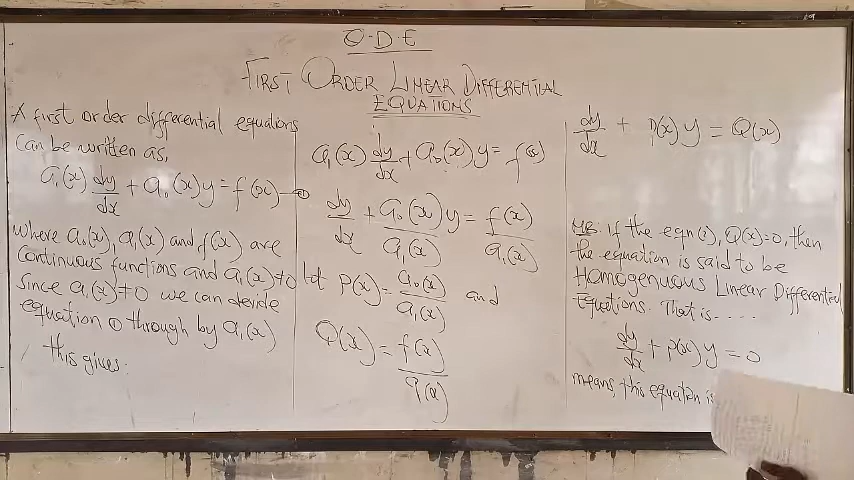 O.D.E
FIRST ORDER LINEAR DIFFERENTIAL
EQUATIONS
A first order differential equations
can be written as,
a₁(x) dy/dx + a₀(x)y = f(x) — ①
where a₀(x), a₁(x) and f(x) are
continuous functions and a₁(x) ≠ 0
since a₁(x) ≠ 0 we can devide
equation ① through by a₁(x)
this gives:
a₁(x) dy/dx + a₀(x)y = f(x)
dy/dx + a₀(x)/a₁(x) y = f(x)/a₁(x)
let P(x) = a₀(x)/a₁(x) and
Q(x) = f(x)/a₁(x)
dy/dx + P(x)y = Q(x)
NB: if the eqn(i), Q(x)=0, then
the equation is said to be
Homogenuous Linear Differential
Equations. That is.....
dy/dx + P(x)y = 0
means, this equation is